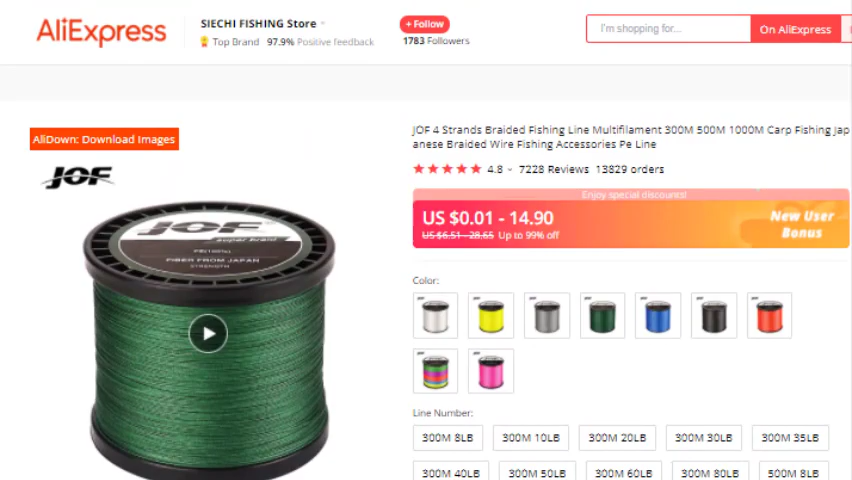 AliExpress
SIECHI FISHING Store
Top Brand 97.9% Positive feedback
+ Follow
1783 Followers
I'm shopping for...
On AliExpress
AliDown: Download Images
JOF
JOF
super braid
FIBER FROM JAPAN
STRENGTH
JOF 4 Strands Braided Fishing Line Multifilament 300M 500M 1000M Carp Fishing Jap
anese Braided Wire Fishing Accessories Pe Line
4.8 7228 Reviews 13829 orders
Enjoy special discounts!
US $0.01 - 14.90
US $6.51 - 28.65 Up to 99% off
New User
Bonus
Color:
Line Number:
300M 8LB 300M 10LB 300M 20LB 300M 30LB 300M 35LB
300M 40LB 300M 50LB 300M 60LB 300M 80LB 500M 8LB